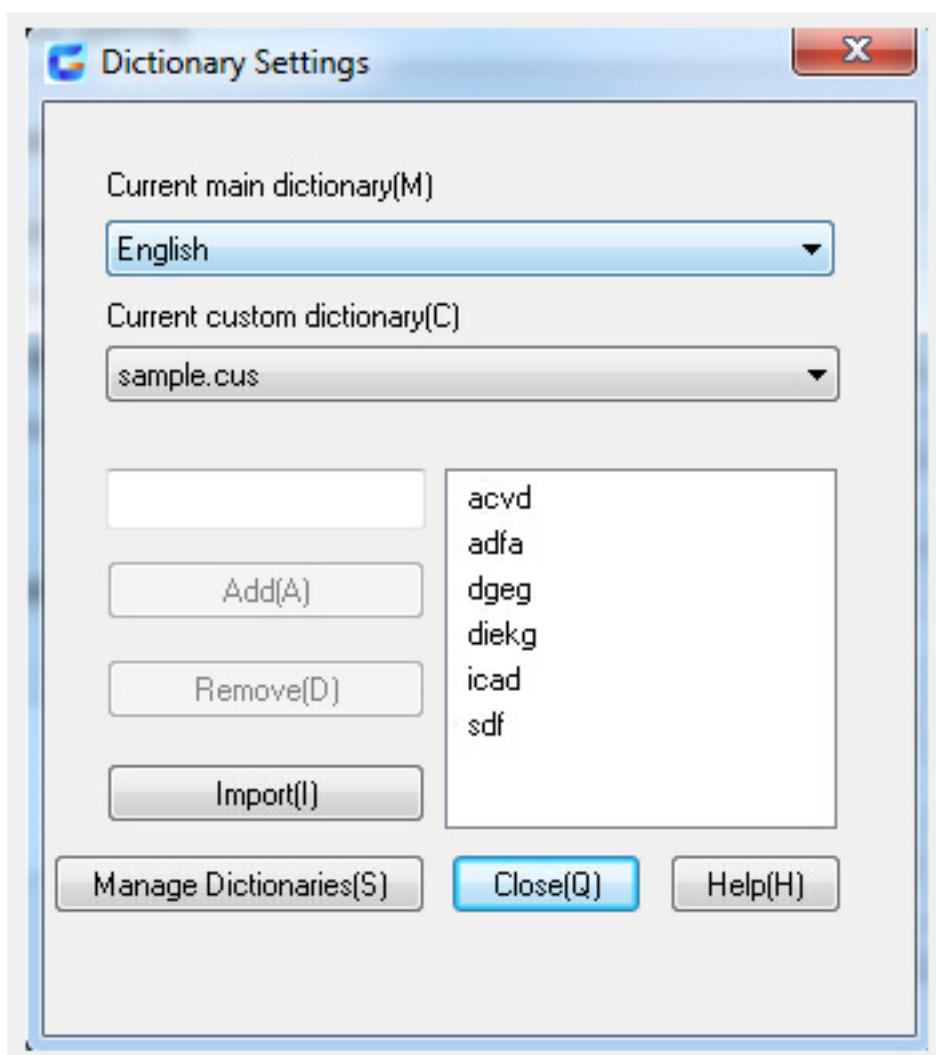 Dictionary Settings
Current main dictionary(M)
English
Current custom dictionary(C)
sample.cus
acvd
adfa
dgeg
diekg
icad
sdf
Add(A)
Remove(D)
Import(I)
Manage Dictionaries(S) Close(Q) Help(H)